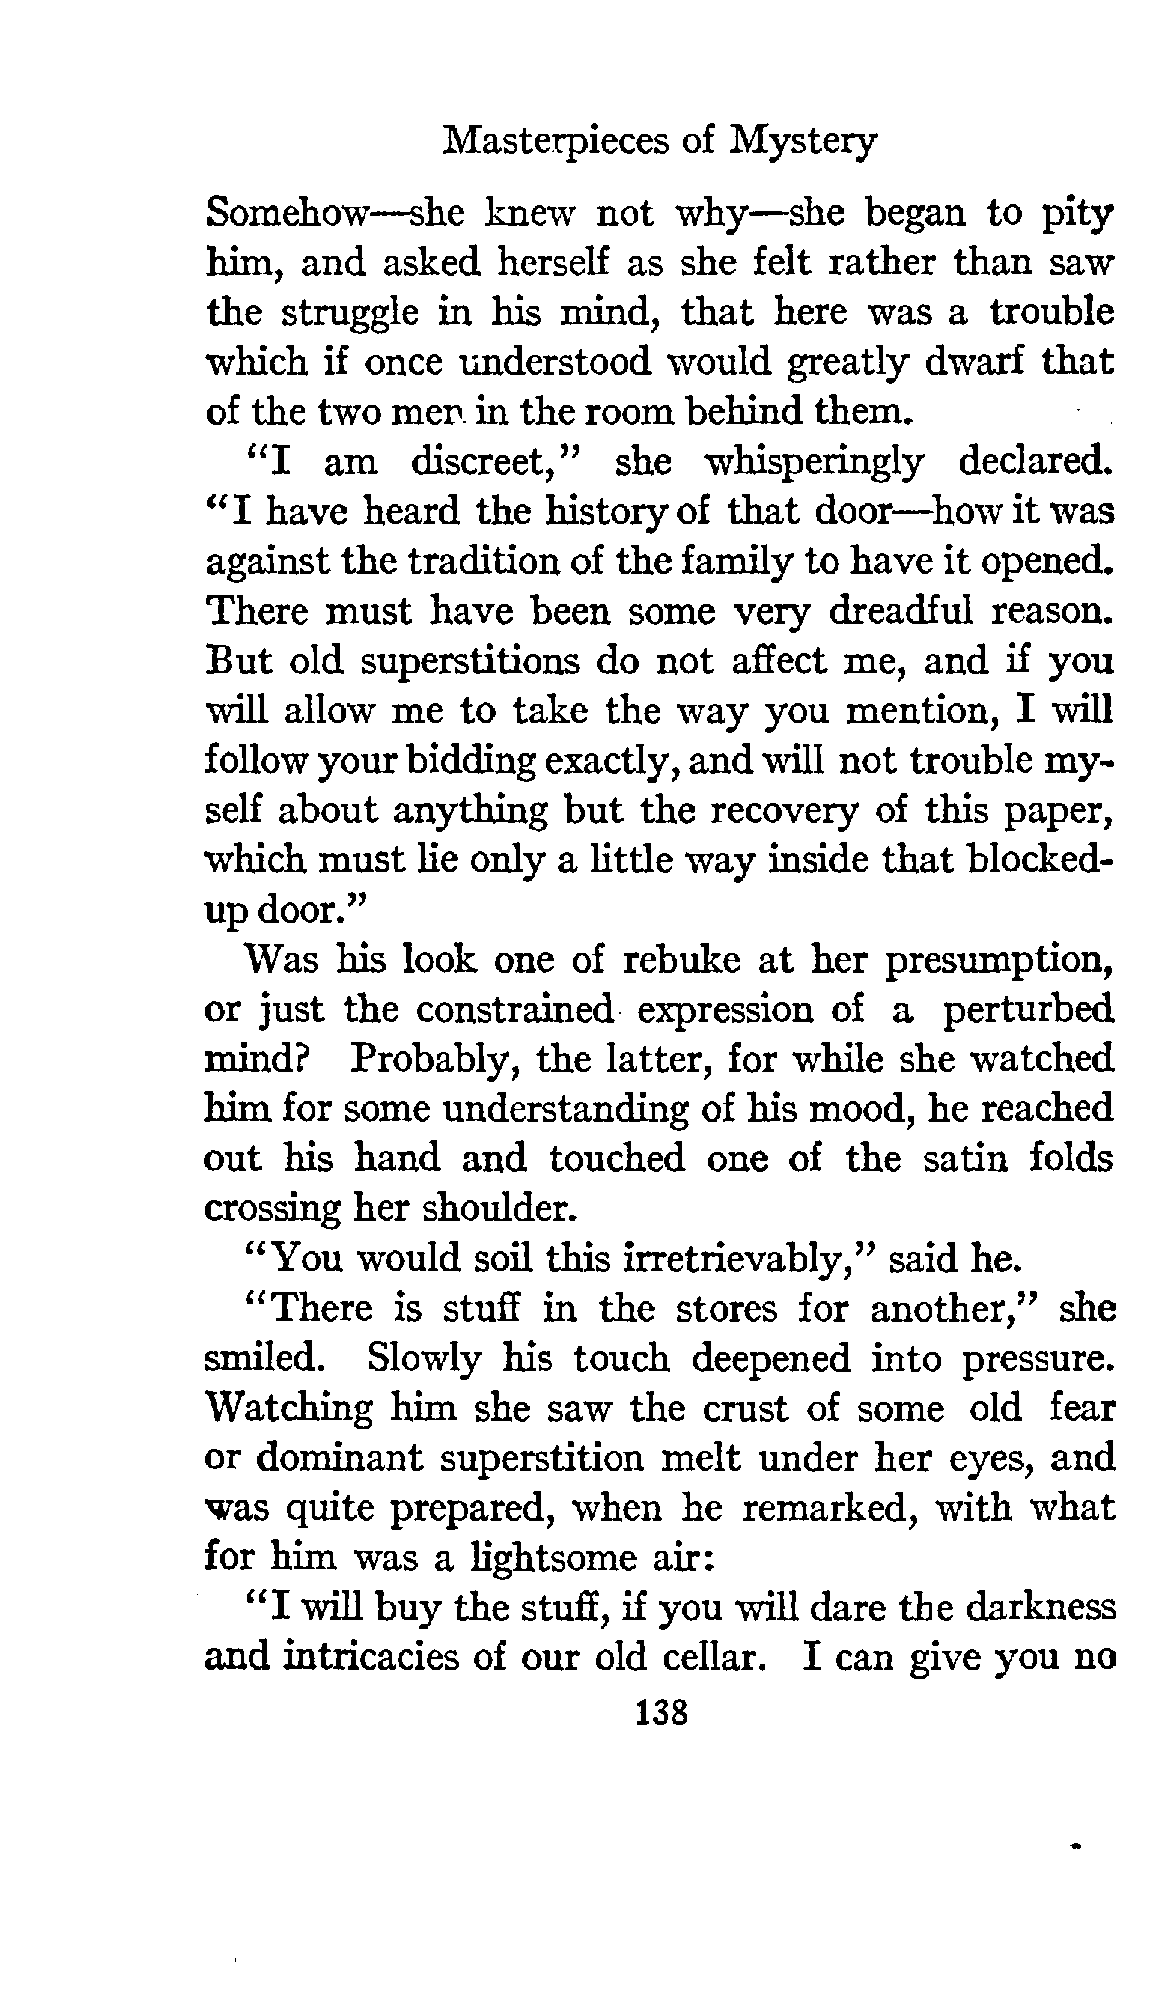 Masterpieces of Mystery
Somehow—she knew not why—she began to pity
him, and asked herself as she felt rather than saw
the struggle in his mind, that here was a trouble
which if once understood would greatly dwarf that
of the two men in the room behind them.
"I am discreet," she whisperingly declared.
"I have heard the history of that door—how it was
against the tradition of the family to have it opened.
There must have been some very dreadful reason.
But old superstitions do not affect me, and if you
will allow me to take the way you mention, I will
follow your bidding exactly, and will not trouble my-
self about anything but the recovery of this paper,
which must lie only a little way inside that blocked-
up door."
Was his look one of rebuke at her presumption,
or just the constrained expression of a perturbed
mind? Probably, the latter, for while she watched
him for some understanding of his mood, he reached
out his hand and touched one of the satin folds
crossing her shoulder.
"You would soil this irretrievably," said he.
"There is stuff in the stores for another," she
smiled. Slowly his touch deepened into pressure.
Watching him she saw the crust of some old fear
or dominant superstition melt under her eyes, and
was quite prepared, when he remarked, with what
for him was a lightsome air:
"I will buy the stuff, if you will dare the darkness
and intricacies of our old cellar. I can give you no
138